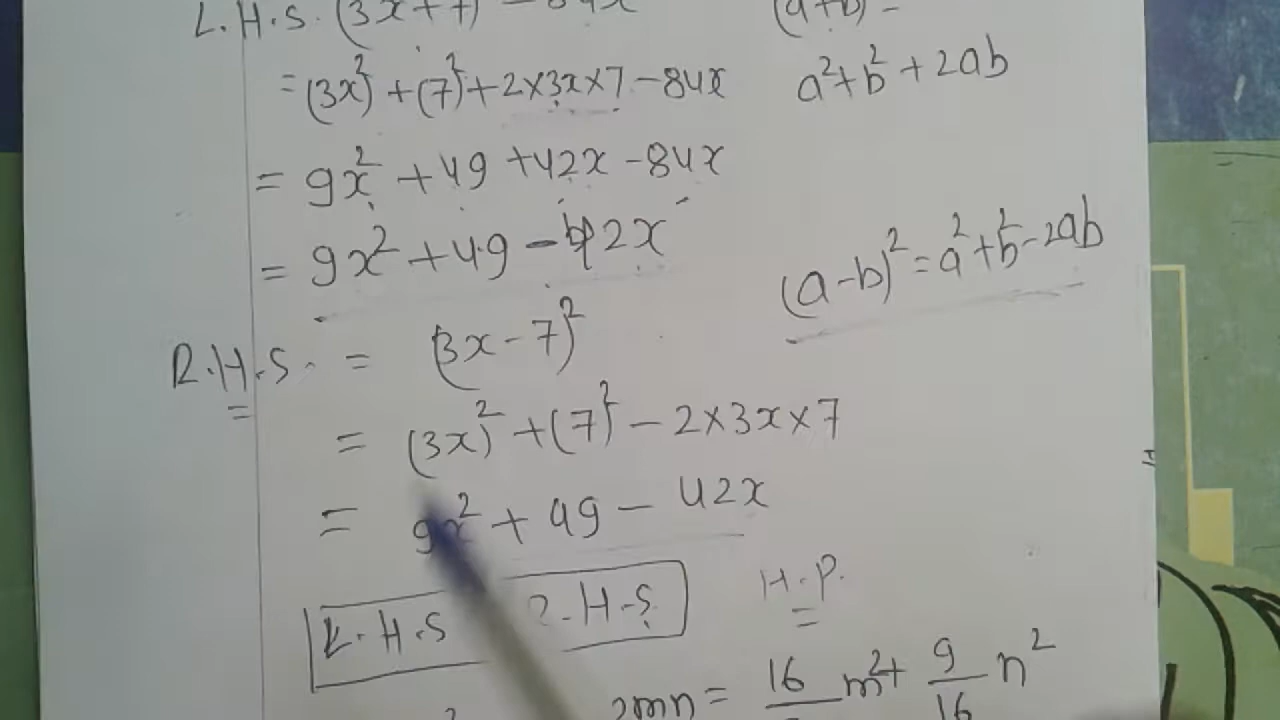 L.H.S. (3x+7)² - 84x
(a+b)² =
= (3x)² + (7)² + 2×3x×7 - 84x
a² + b² + 2ab
= 9x² + 49 + 42x - 84x
= 9x² + 49 - 42x
(a-b)² = a² + b² - 2ab
R.H.S. = (3x-7)²
= (3x)² + (7)² - 2×3x×7
= 9x² + 49 - 42x
L.H.S R.H.S
H.P.
2mn = 16 m² + 9/16 n²